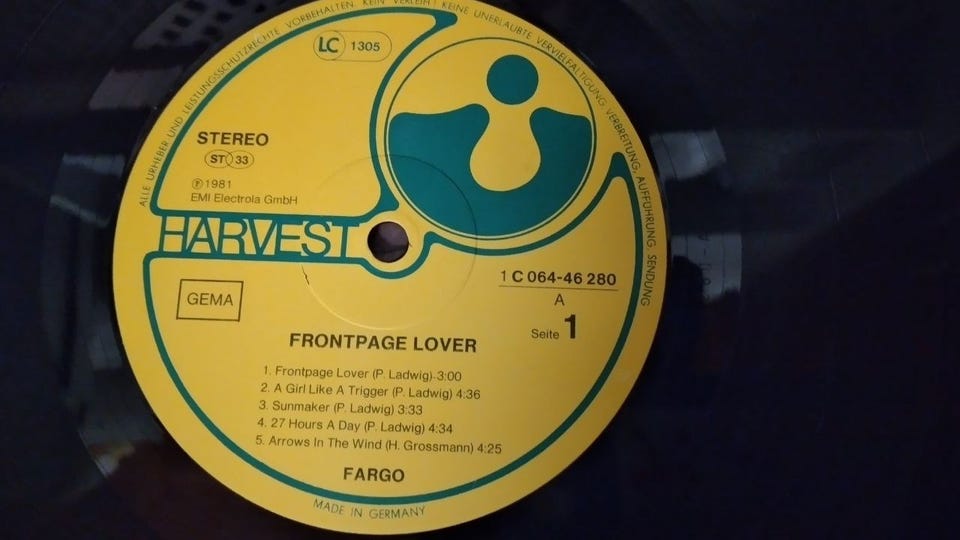 ALLE URHEBER UND LEISTUNGSSCHUTZRECHTE VORBEHALTEN. KEIN VERLEIH! KEINE UNERLAUBTE VERVIELFÄLTIGUNG, VERBREITUNG, AUFFÜHRUNG, SENDUNG
LC 1305
STEREO
ST 33
Ⓟ 1981
EMI Electrola GmbH
HARVEST
GEMA
1 C 064-46 280
A
Seite 1
FRONTPAGE LOVER
1. Frontpage Lover (P. Ladwig) 3:00
2. A Girl Like A Trigger (P. Ladwig) 4:36
3. Sunmaker (P. Ladwig) 3:33
4. 27 Hours A Day (P. Ladwig) 4:34
5. Arrows In The Wind (H. Grossmann) 4:25
FARGO
MADE IN GERMANY